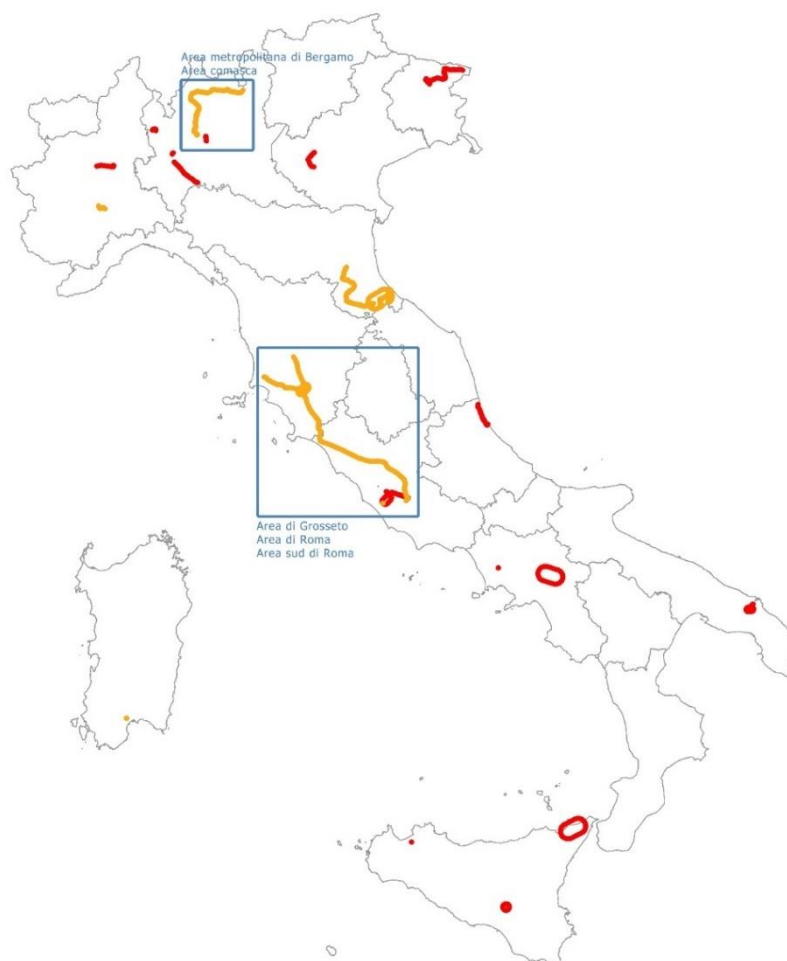 Area metropolitana di Bergamo
Area comasca
Area di Grosseto
Area di Roma
Area sud di Roma